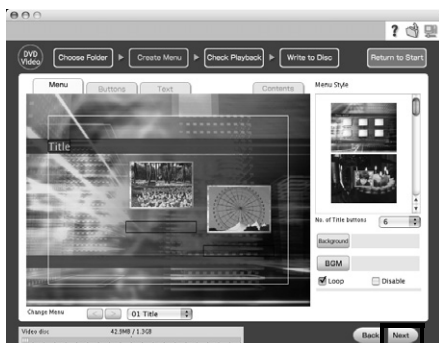 ?
DVD Video
Choose Folder
Create Menu
Check Playback
Write to Disc
Return to Start
Menu
Buttons
Text
Contents
Menu Style
Title
No. of Title buttons
6
Background
BGM
Loop
Disable
Change Menu
01 Title
Video disc
42.9MB / 1.3GB
Back
Next